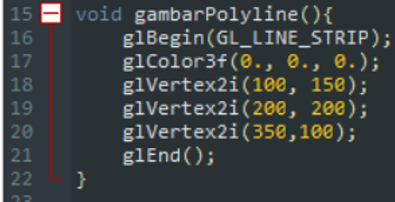 15 void gambarPolyline(){
16 glBegin(GL_LINE_STRIP);
17 glColor3f(0., 0., 0.);
18 glVertex2i(100, 150);
19 glVertex2i(200, 200);
20 glVertex2i(350,100);
21 glEnd();
22 }
23